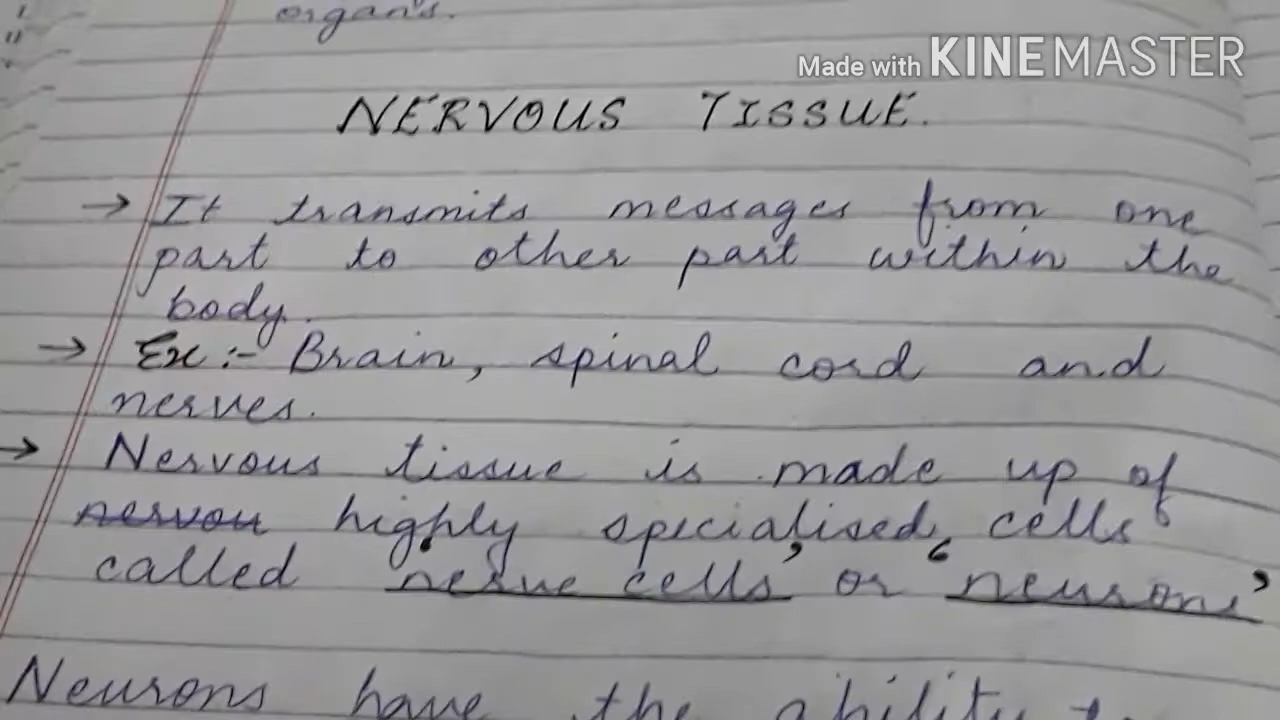 organs.
Made with KINEMASTER
NERVOUS TISSUE.
→ It transmits messages from one
part to other part within the
body.
→ Ex:- Brain, spinal cord and
nerves.
→ Nervous tissue is made up of
nervou highly specialised cells
called 'nerve cells' or 'neurons'
Neurons have the ability